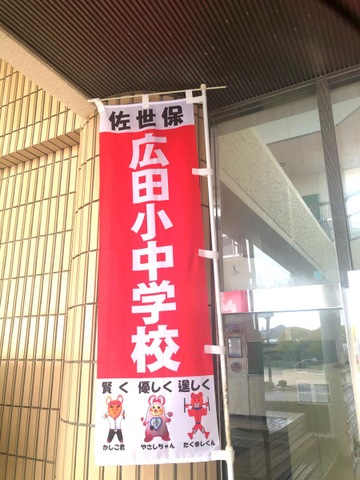 佐世保
広田小中学校
賢く 優しく 逞しく
かしこ君 やさしちゃん たくましくん